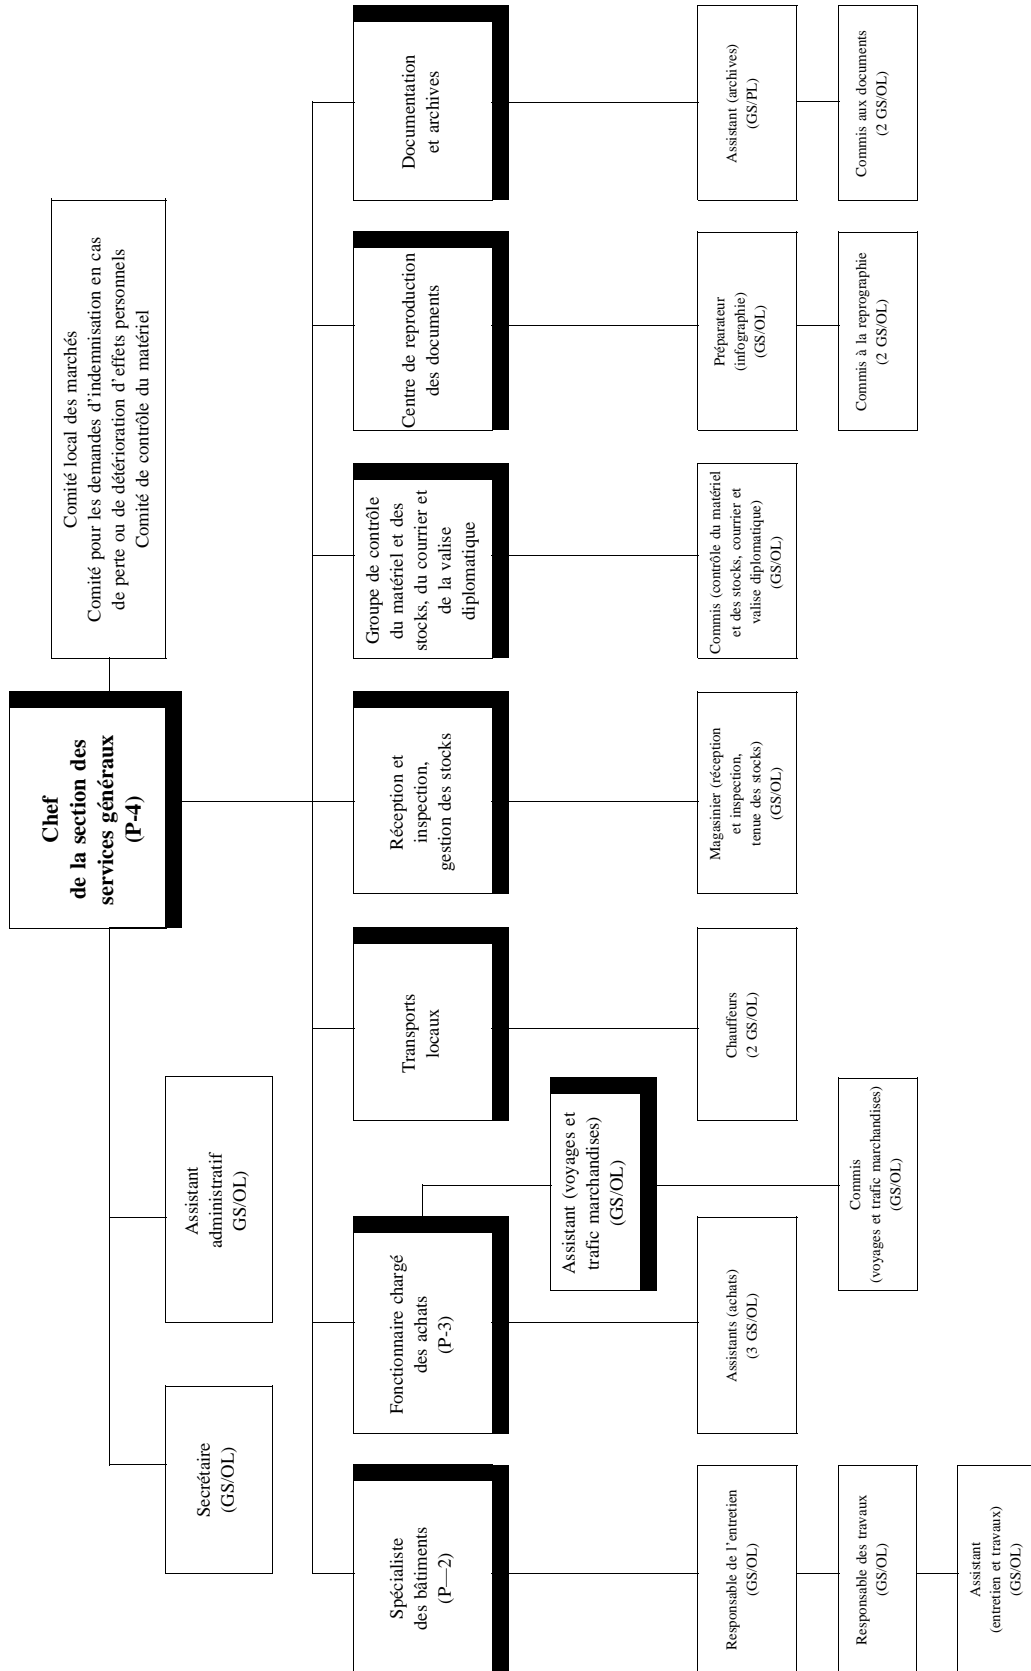 Chef
de la section des
services généraux
(P-4)
Comité local des marchés
Comité pour les demandes d'indemnisation en cas
de perte ou de détérioration d'effets personnels
Comité de contrôle du matériel
Secrétaire
(GS/OL)
Assistant
administratif
GS/OL)
Spécialiste
des bâtiments
(P—2)
Fonctionnaire chargé
des achats
(P-3)
Transports
locaux
Réception et
inspection,
gestion des stocks
Groupe de contrôle
du matériel et des
stocks, du courrier et
de la valise
diplomatique
Centre de reproduction
des documents
Documentation
et archives
Assistant (voyages et
trafic marchandises)
(GS/OL)
Responsable de l'entretien
(GS/OL)
Assistants (achats)
(3 GS/OL)
Chauffeurs
(2 GS/OL)
Magasinier (réception
et inspection,
tenue des stocks)
(GS/OL)
Commis (contrôle du matériel
et des stocks, courrier et
valise diplomatique)
(GS/OL)
Préparateur
(infographie)
(GS/OL)
Assistant (archives)
(GS/PL)
Responsable des travaux
(GS/OL)
Commis
(voyages et trafic marchandises)
(GS/OL)
Commis à la reprographie
(2 GS/OL)
Commis aux documents
(2 GS/OL)
Assistant
(entretien et travaux)
(GS/OL)